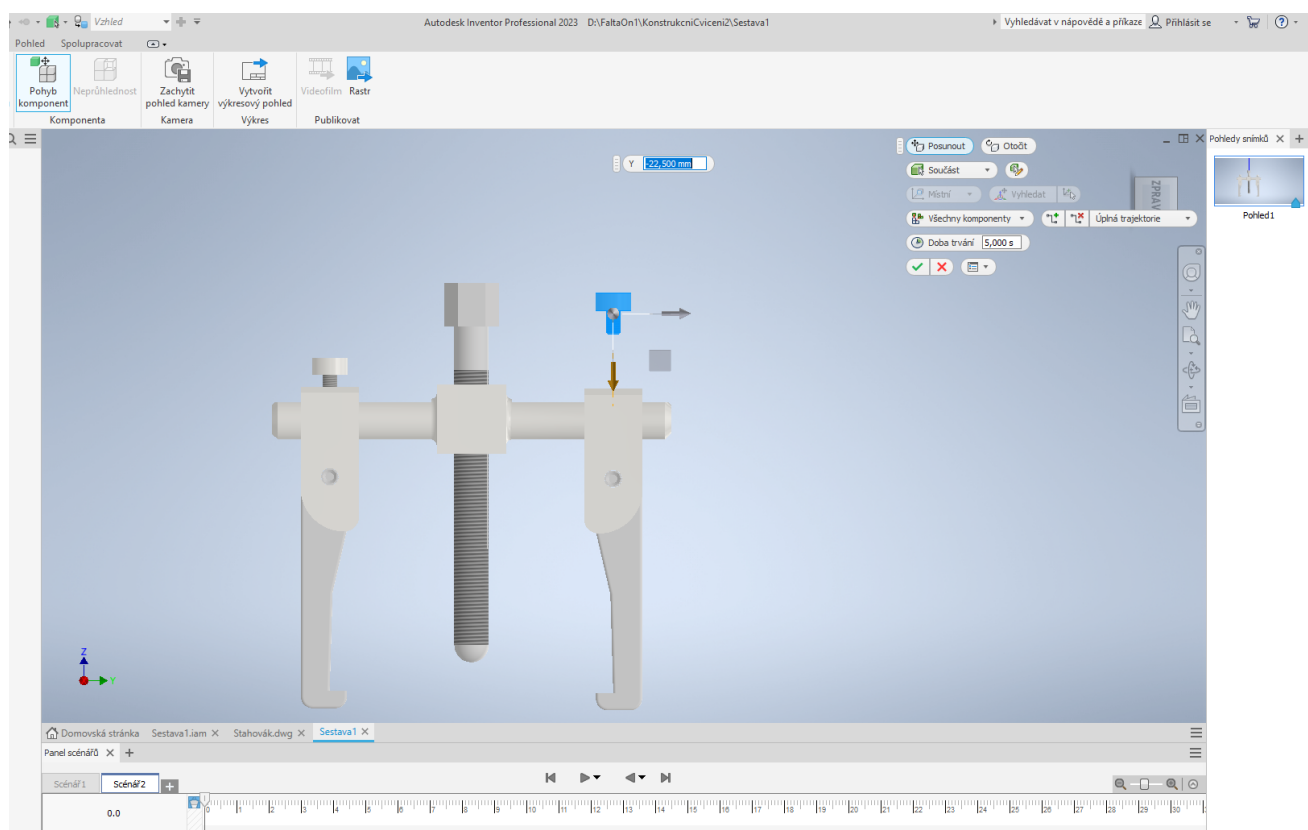 Vzhled
Autodesk Inventor Professional 2023 D:\FaltaOn1\KonstrukcniCviceni2\Sestava1
Vyhledávat v nápovědě a příkaze
Přihlásit se
Pohled Spolupracovat
Pohyb komponent
Neprůhlednost
Zachytit pohled kamery
Vytvořit výkresový pohled
Videofilm
Rastr
Komponenta
Kamera
Výkres
Publikovat
Y -22,500 mm
Posunout
Otočit
Součást
Místní
Vyhledat
Všechny komponenty
Úplná trajektorie
Doba trvání 5,000 s
ZPRAV
Pohledy snímků
Pohled1
Z
Y
Domovská stránka
Sestava1.iam
Stahovák.dwg
Sestava1
Panel scénářů
Scénář1
Scénář2
0.0
0 1 2 3 4 5 6 7 8 9 10 11 12 13 14 15 16 17 18 19 20 21 22 23 24 25 26 27 28 29 30